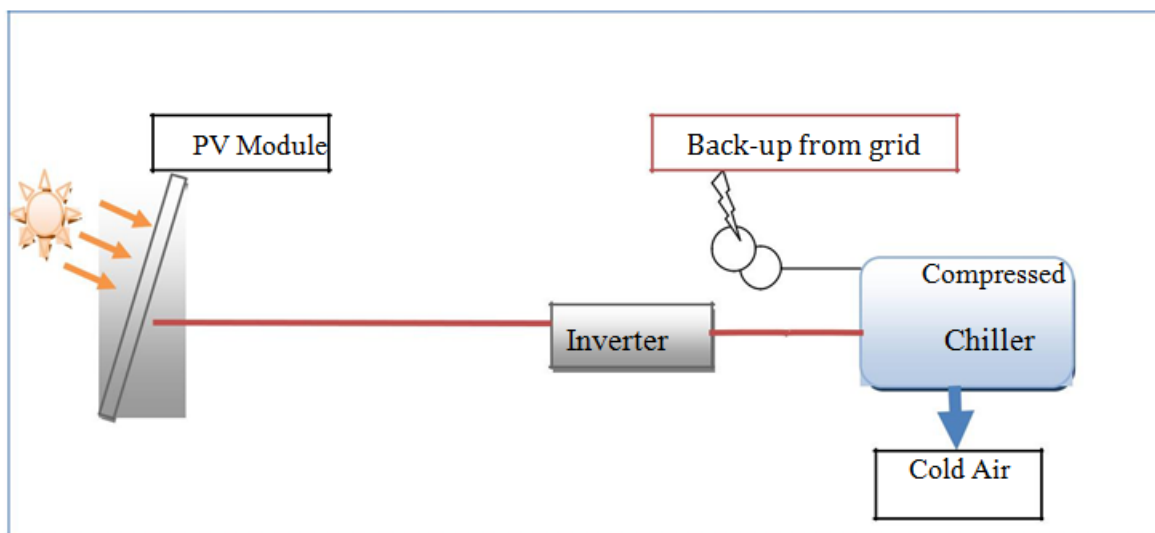 PV Module
Back-up from grid
Compressed
Inverter
Chiller
Cold Air